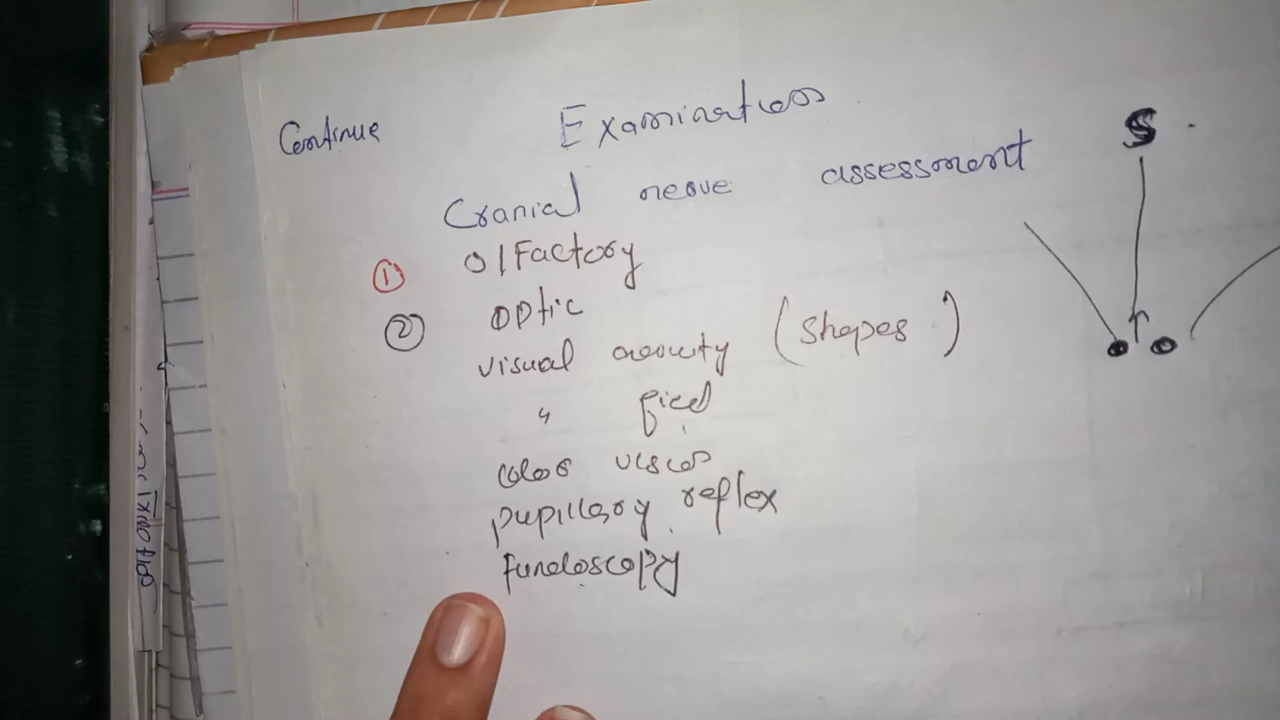 Continue
Examination
Cranial nerve assessment
① Olfactory
② Optic
visual acuity (shapes)
" field
color vision
pupillary reflex
fundoscopy
S